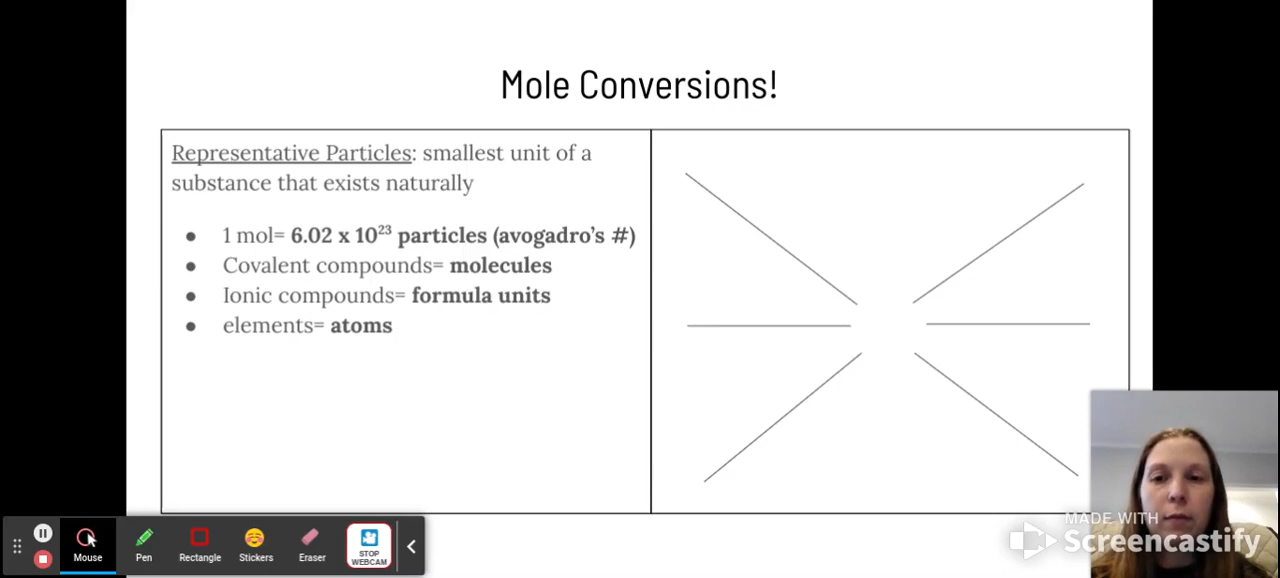 Mole Conversions!
Representative Particles: smallest unit of a
substance that exists naturally
● 1 mol= 6.02 x 10²³ particles (avogadro’s #)
● Covalent compounds= molecules
● Ionic compounds= formula units
● elements= atoms
Mouse
Pen
Rectangle
Stickers
Eraser
STOP
WEBCAM
MADE WITH
Screencastify